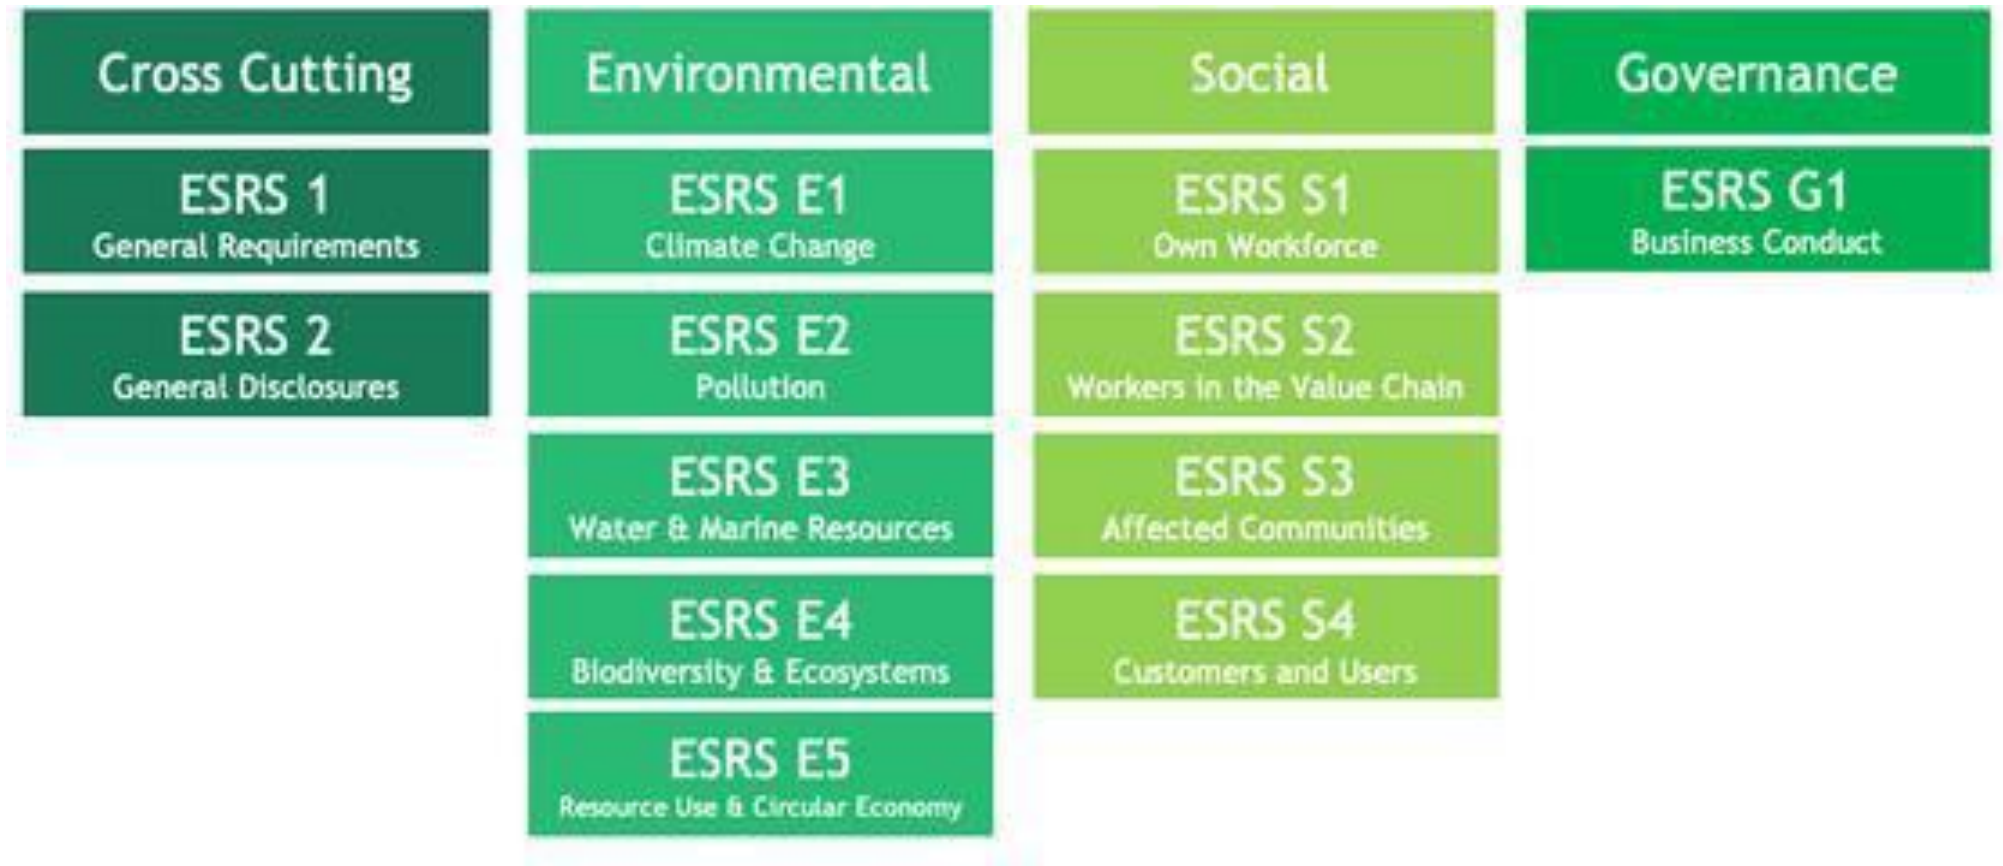 Cross Cutting
ESRS 1
General Requirements
ESRS 2
General Disclosures
Environmental
ESRS E1
Climate Change
ESRS E2
Pollution
ESRS E3
Water & Marine Resources
ESRS E4
Biodiversity & Ecosystems
ESRS E5
Resource Use & Circular Economy
Social
ESRS S1
Own Workforce
ESRS S2
Workers in the Value Chain
ESRS S3
Affected Communities
ESRS S4
Customers and Users
Governance
ESRS G1
Business Conduct